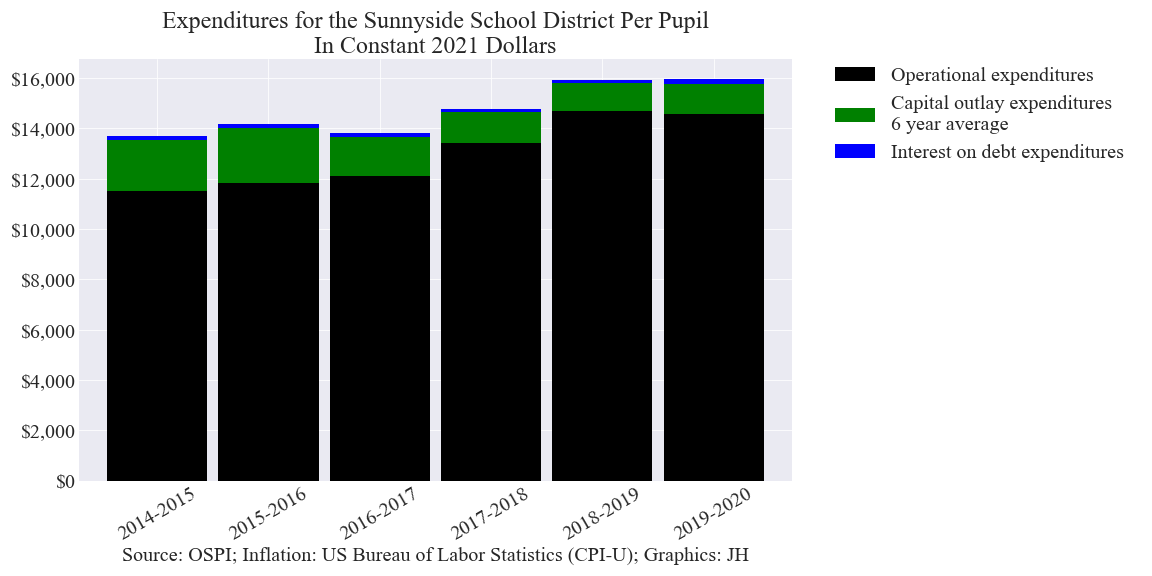 Expenditures for the Sunnyside School District Per Pupil
In Constant 2021 Dollars
$16,000
$14,000
$12,000
$10,000
$8,000
$6,000
$4,000
$2,000
$0
2014-2015
2015-2016
2016-2017
2017-2018
2018-2019
2019-2020
Source: OSPI; Inflation: US Bureau of Labor Statistics (CPI-U); Graphics: JH
Operational expenditures
Capital outlay expenditures
6 year average
Interest on debt expenditures